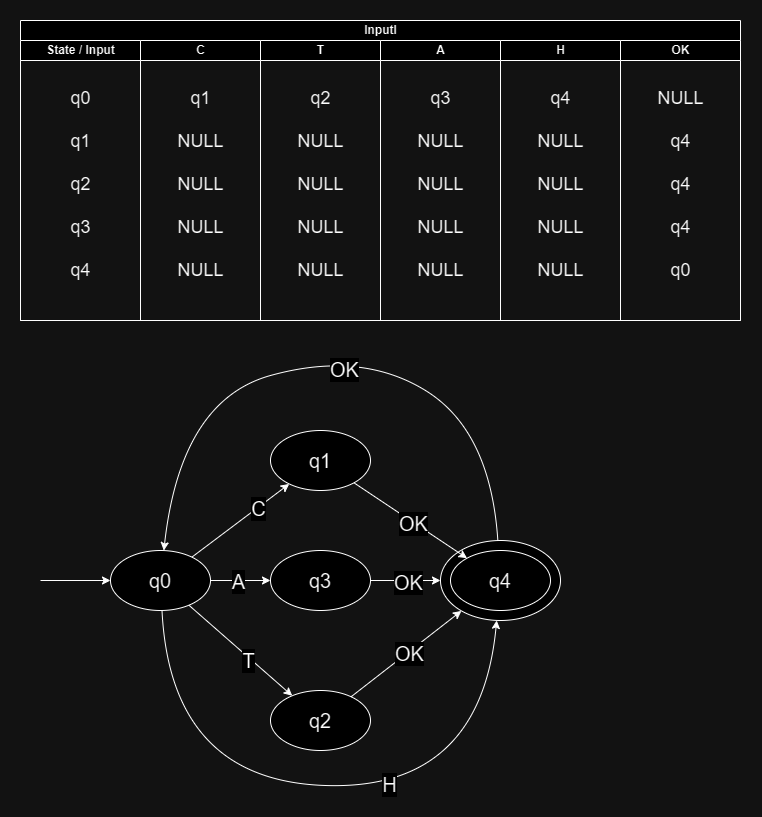 Inputl
State / Input C T A H OK
q0 q1 q2 q3 q4 NULL
q1 NULL NULL NULL NULL q4
q2 NULL NULL NULL NULL q4
q3 NULL NULL NULL NULL q4
q4 NULL NULL NULL NULL q0
OK
q1
C
OK
q0
A
q3
OK
q4
T
OK
q2
H